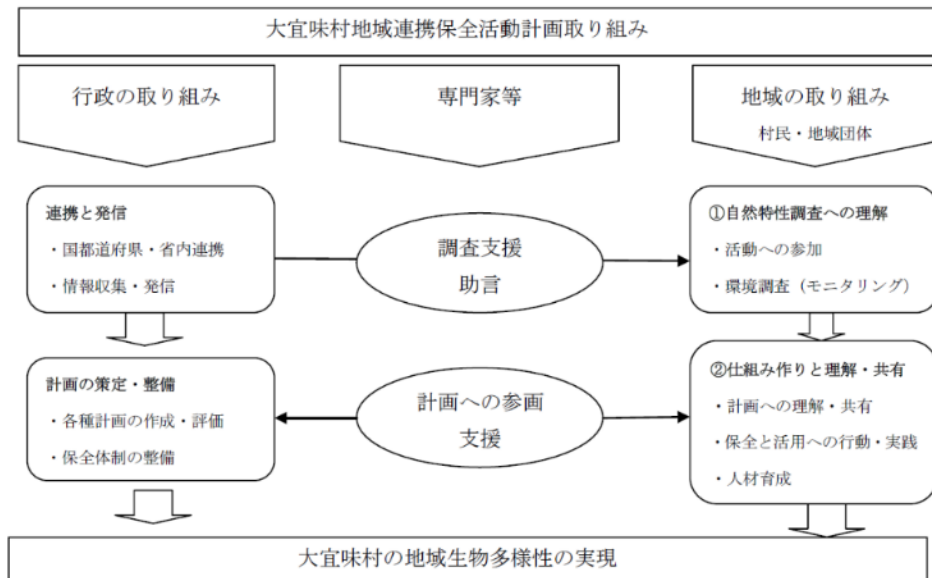 大宜味村地域連携保全活動計画取り組み
行政の取り組み
専門家等
地域の取り組み
村民・地域団体
連携と発信
・国都道府県・省内連携
・情報収集・発信
調査支援
助言
①自然特性調査への理解
・活動への参加
・環境調査（モニタリング）
計画の策定・整備
・各種計画の作成・評価
・保全体制の整備
計画への参画
支援
②仕組み作りと理解・共有
・計画への理解・共有
・保全と活用への行動・実践
・人材育成
大宜味村の地域生物多様性の実現